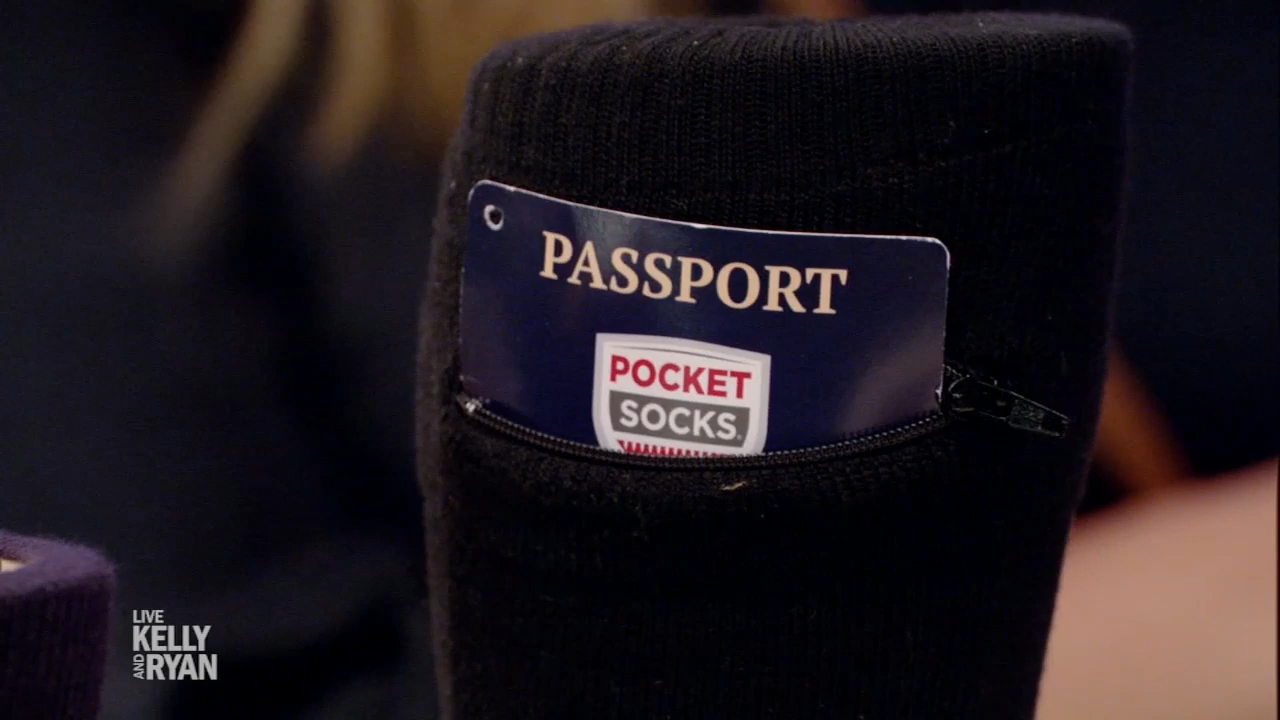 PASSPORT
POCKET
SOCKS
LIVE
KELLY
AND RYAN